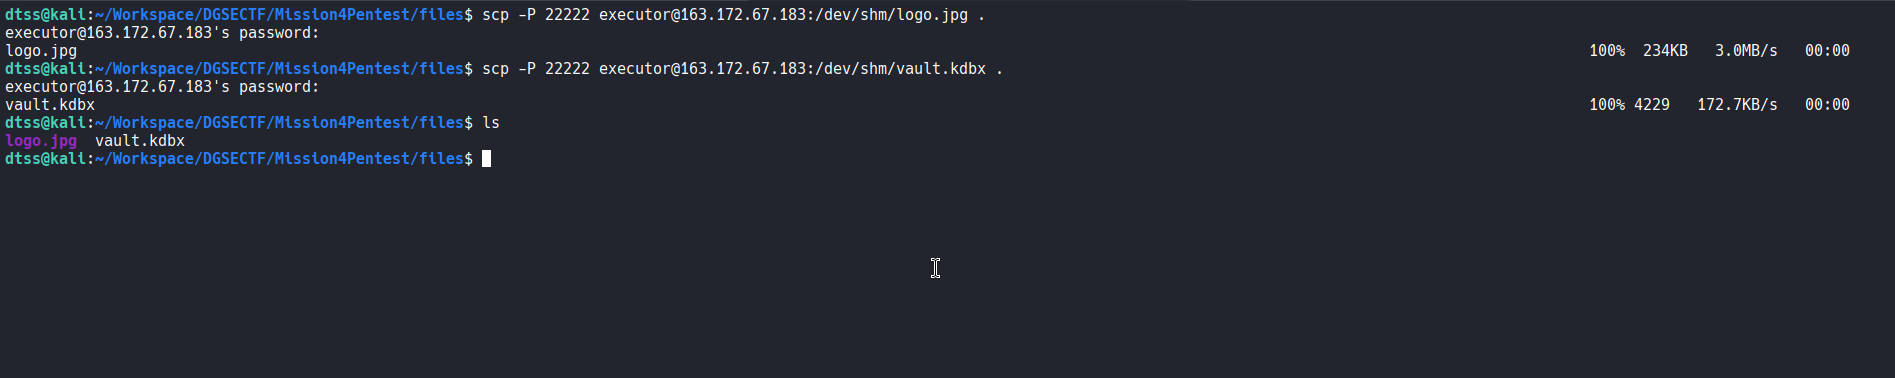 dtss@kali:~/Workspace/DGSECTF/Mission4Pentest/files$ scp -P 22222 executor@163.172.67.183:/dev/shm/logo.jpg .
executor@163.172.67.183's password:
logo.jpg 100% 234KB 3.0MB/s 00:00
dtss@kali:~/Workspace/DGSECTF/Mission4Pentest/files$ scp -P 22222 executor@163.172.67.183:/dev/shm/vault.kdbx .
executor@163.172.67.183's password:
vault.kdbx 100% 4229 172.7KB/s 00:00
dtss@kali:~/Workspace/DGSECTF/Mission4Pentest/files$ ls
logo.jpg vault.kdbx
dtss@kali:~/Workspace/DGSECTF/Mission4Pentest/files$